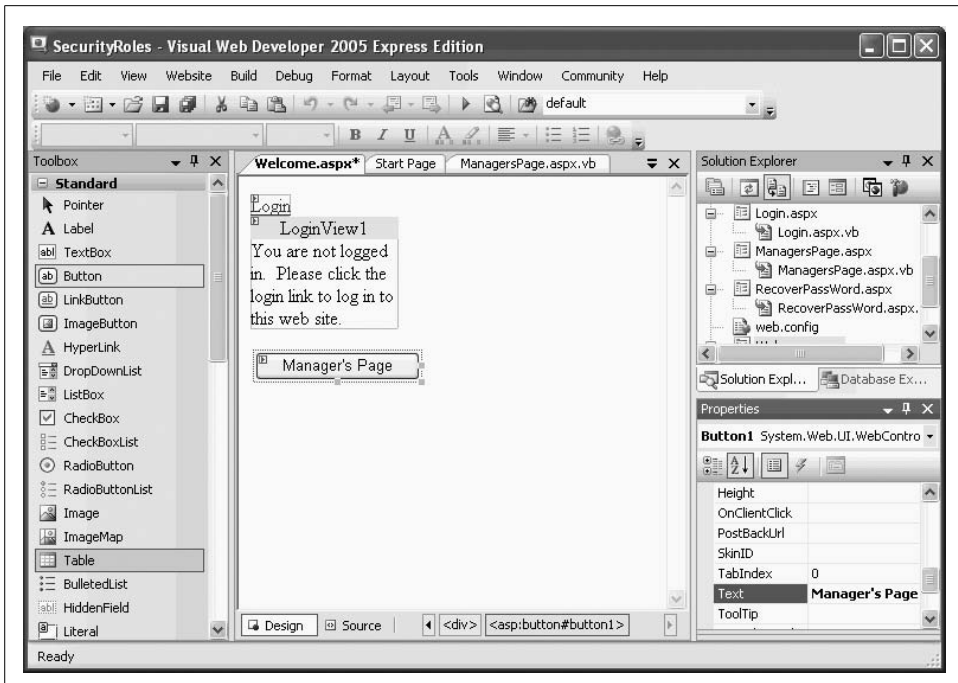 SecurityRoles - Visual Web Developer 2005 Express Edition
File Edit View Website Build Debug Format Layout Tools Window Community Help
default
B I U A
Toolbox
Standard
Pointer
A Label
abl TextBox
ab Button
ab LinkButton
ImageButton
A HyperLink
DropDownList
ListBox
CheckBox
CheckBoxList
RadioButton
RadioButtonList
Image
ImageMap
Table
BulletedList
abl HiddenField
Literal
Welcome.aspx* Start Page ManagersPage.aspx.vb
Login
LoginView1
You are not logged
in. Please click the
login link to log in to
this web site.
Manager's Page
Design Source <div> <asp:button#button1>
Solution Explorer
Login.aspx
Login.aspx.vb
ManagersPage.aspx
ManagersPage.aspx.vb
RecoverPassWord.aspx
RecoverPassWord.aspx.
web.config
Solution Expl... Database Ex...
Properties
Button1 System.Web.UI.WebContro
Height
OnClientClick
PostBackUrl
SkinID
TabIndex 0
Text Manager's Page
ToolTip
Ready